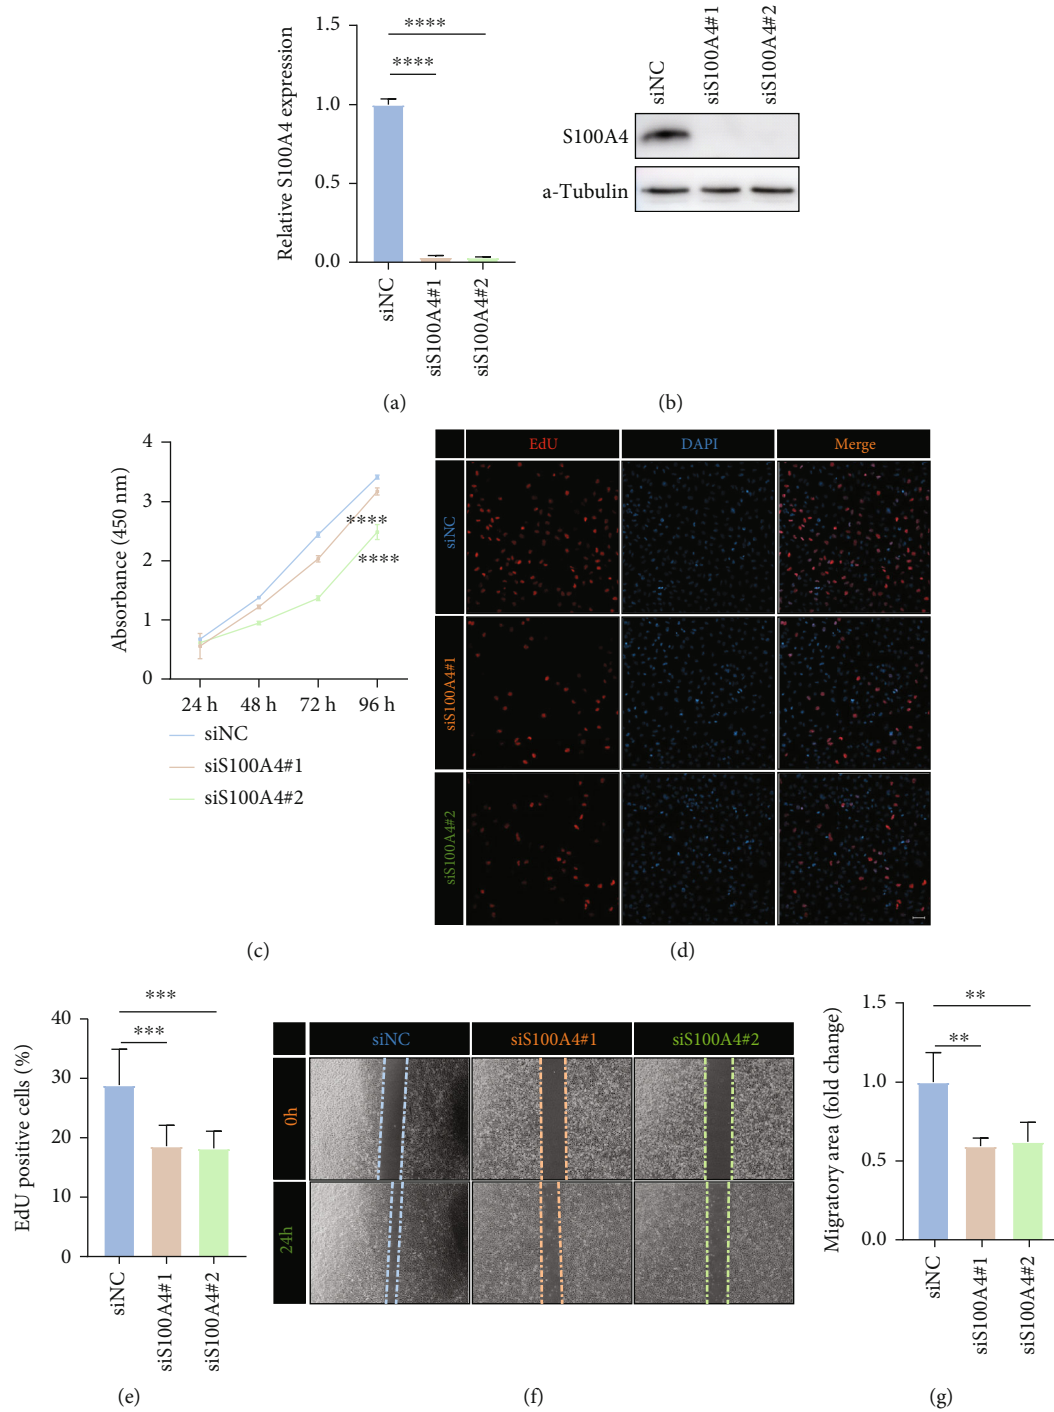 1.5
1.0
0.5
0.0
Relative S100A4 expression
****
****
siNC
siS100A4#1
siS100A4#2
(a)
siNC
siS100A4#1
siS100A4#2
S100A4
a-Tubulin
(b)
4
3
2
1
0
Absorbance (450 nm)
****
****
24 h 48 h 72 h 96 h
siNC
siS100A4#1
siS100A4#2
(c)
EdU DAPI Merge
siNC
siS100A4#1
siS100A4#2
(d)
40
30
20
10
0
EdU positive cells (%)
***
***
siNC
siS100A4#1
siS100A4#2
(e)
siNC siS100A4#1 siS100A4#2
0h
24h
(f)
1.5
1.0
0.5
0.0
Migratory area (fold change)
**
**
siNC
siS100A4#1
siS100A4#2
(g)